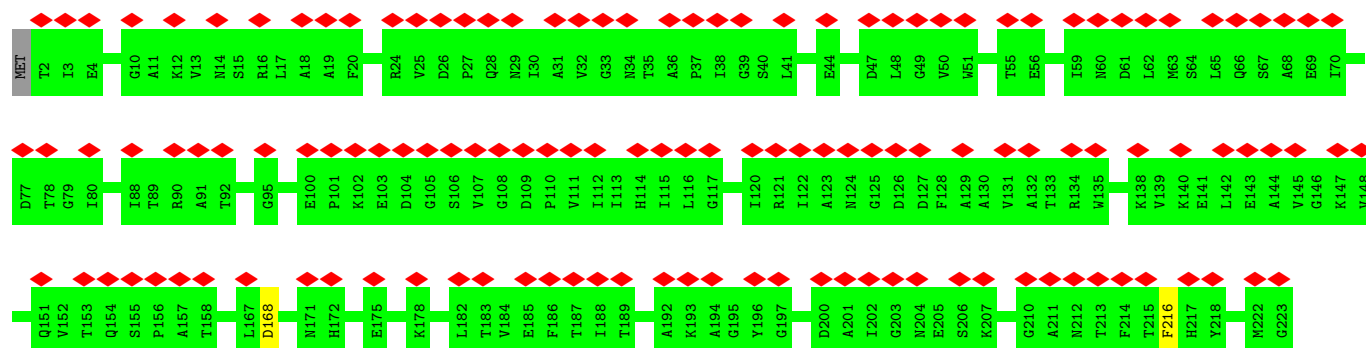 MET T2 I3 E4 G10 A11 K12 V13 N14 S15 R16 L17 A18 A19 F20 R24 V25 D26 P27 Q28 N29 I30 A31 V32 G33 N34 T35 A36 P37 I38 G39 S40 L41 E44 D47 L48 G49 V50 W51 T55 E56 I59 N60 D61 L62 M63 S64 L65 Q66 S67 A68 E69 I70
D77 T78 G79 I80 I88 T89 R90 A91 T92 G95 E100 P101 K102 E103 D104 G105 S106 V107 G108 D109 P110 V111 I112 I113 H114 I115 L116 G117 I120 R121 I122 A123 N124 G125 D126 D127 F128 A129 A130 V131 A132 T133 R134 W135 K138 V139 K140 E141 L142 E143 A144 V145 G146 K147 V148
Q151 V152 T153 Q154 S155 P156 A157 T158 L167 D168 N171 H172 E175 K178 L182 T183 V184 E185 F186 T187 I188 T189 A192 K193 A194 G195 Y196 G197 D200 A201 I202 G203 N204 E205 S206 K207 G210 A211 N212 T213 F214 T215 F216 H217 Y218 M222 G223